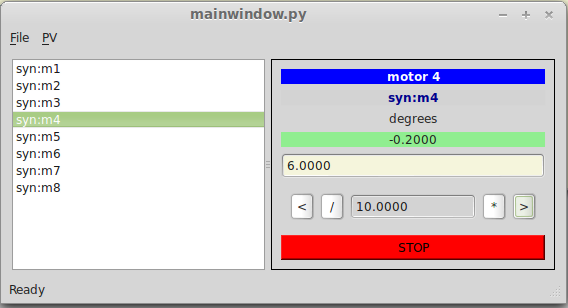 mainwindow.py
File PV
syn:m1
syn:m2
syn:m3
syn:m4
syn:m5
syn:m6
syn:m7
syn:m8
motor 4
syn:m4
degrees
-0.2000
6.0000
< / 10.0000 * >
STOP
Ready